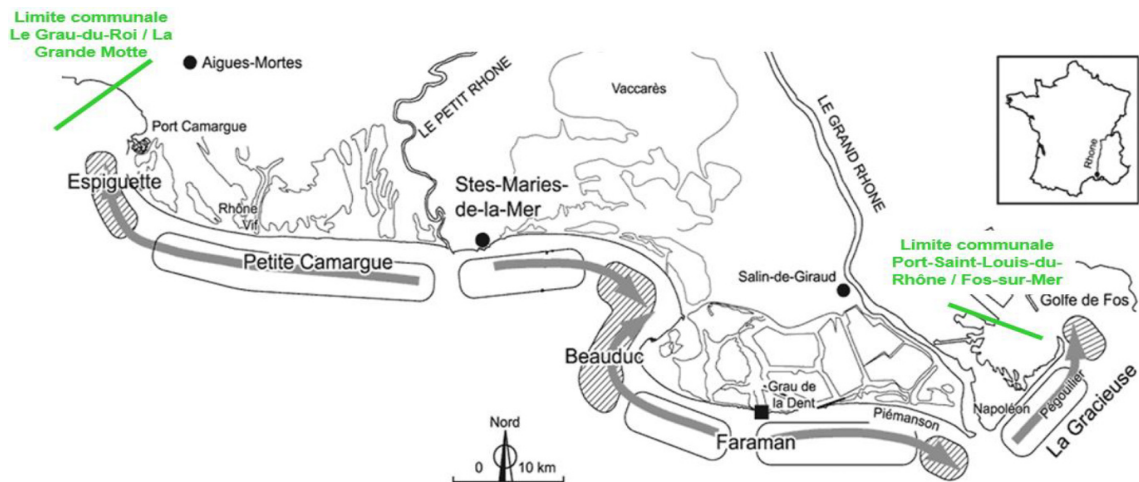 Limite communale
Le Grau-du-Roi / La
Grande Motte
Aigues-Mortes
Port Camargue
Espiguette
Rhône
Vif
LE PETIT RHONE
Vaccarès
Stes-Maries-
de-la-Mer
Petite Camargue
LE GRAND RHONE
Rhone
Limite communale
Port-Saint-Louis-du-
Rhône / Fos-sur-Mer
Salin-de-Giraud
Golfe de Fos
Beauduc
Grau de
la Dent
Piémanson
Napoléon
Pégouilier
La Gracieuse
Faraman
Nord
0 10 km